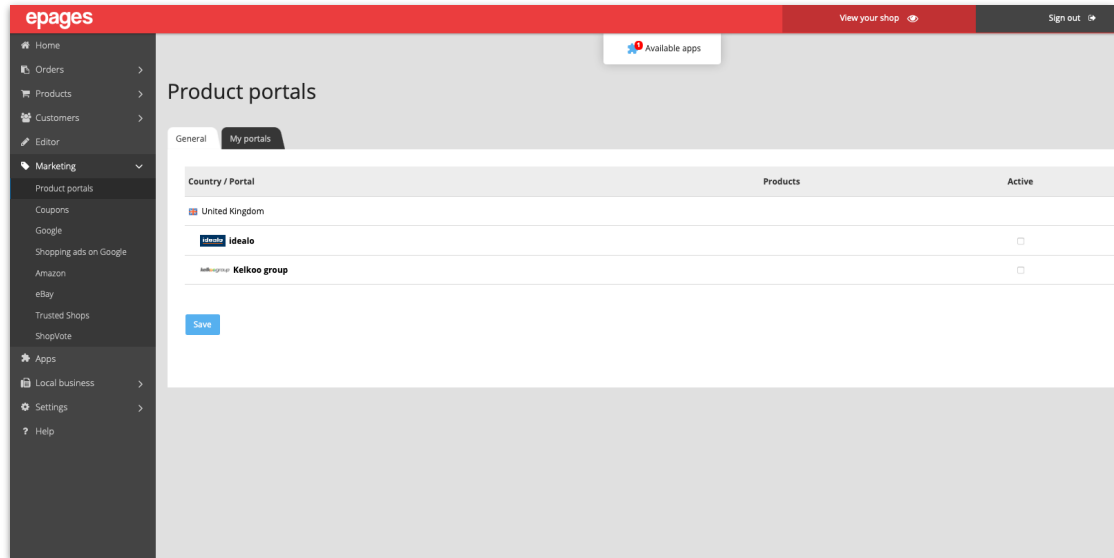 epages
View your shop
Sign out
Home
Orders
Products
Customers
Editor
Marketing
Product portals
Coupons
Google
Shopping ads on Google
Amazon
eBay
Trusted Shops
ShopVote
Apps
Local business
Settings
? Help
1 Available apps
Product portals
General My portals
Country / Portal Products Active
United Kingdom
idealo idealo
kelkoogroup Kelkoo group
Save